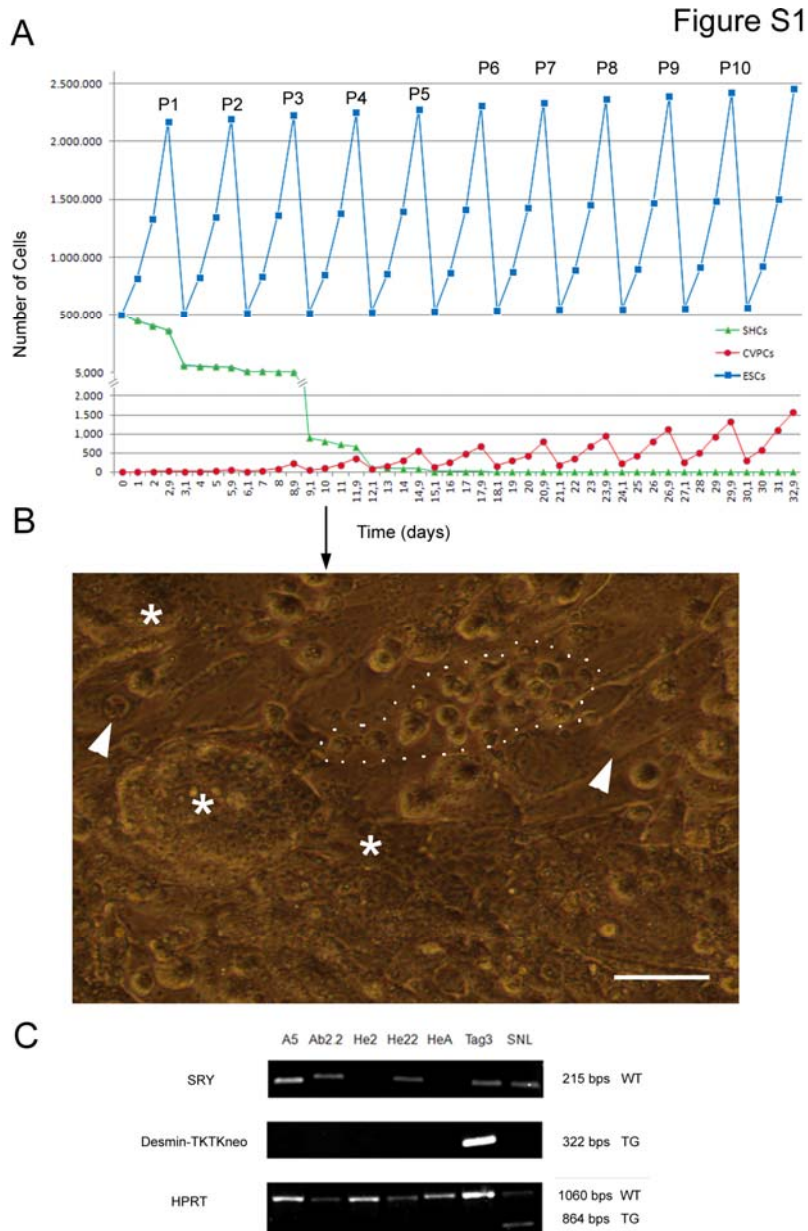 Figure S1
A
Number of Cells
2.500.000
2.000.000
1.500.000
1.000.000
500.000
5.000
2.000
1.500
1.000
500
0
P1 P2 P3 P4 P5 P6 P7 P8 P9 P10
SHCs
CVPCs
ESCs
0 1 2 2,9 3,1 4 5 5,9 6,1 7 8 8,9 9,1 10 11 11,9 12,1 13 14 14,9 15,1 16 17 17,9 18,1 19 20 20,9 21,1 22 23 23,9 24,1 25 26 26,9 27,1 28 29 29,9 30,1 30 31 32,9
Time (days)
B
*
*
*
C
A5 Ab2.2 He2 He22 HeA Tag3 SNL
SRY 215 bps WT
Desmin-TKTKneo 322 bps TG
HPRT 1060 bps WT
864 bps TG